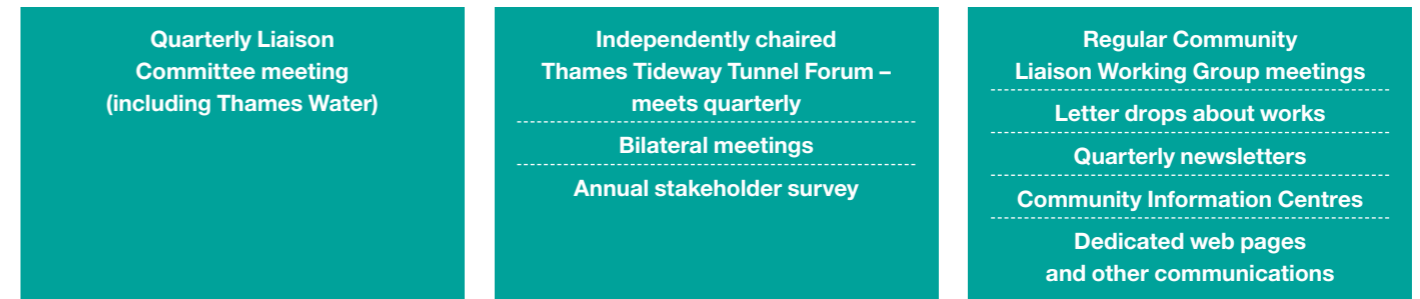 Quarterly Liaison
Committee meeting
(including Thames Water)
Independently chaired
Thames Tideway Tunnel Forum –
meets quarterly
Bilateral meetings
Annual stakeholder survey
Regular Community
Liaison Working Group meetings
Letter drops about works
Quarterly newsletters
Community Information Centres
Dedicated web pages
and other communications